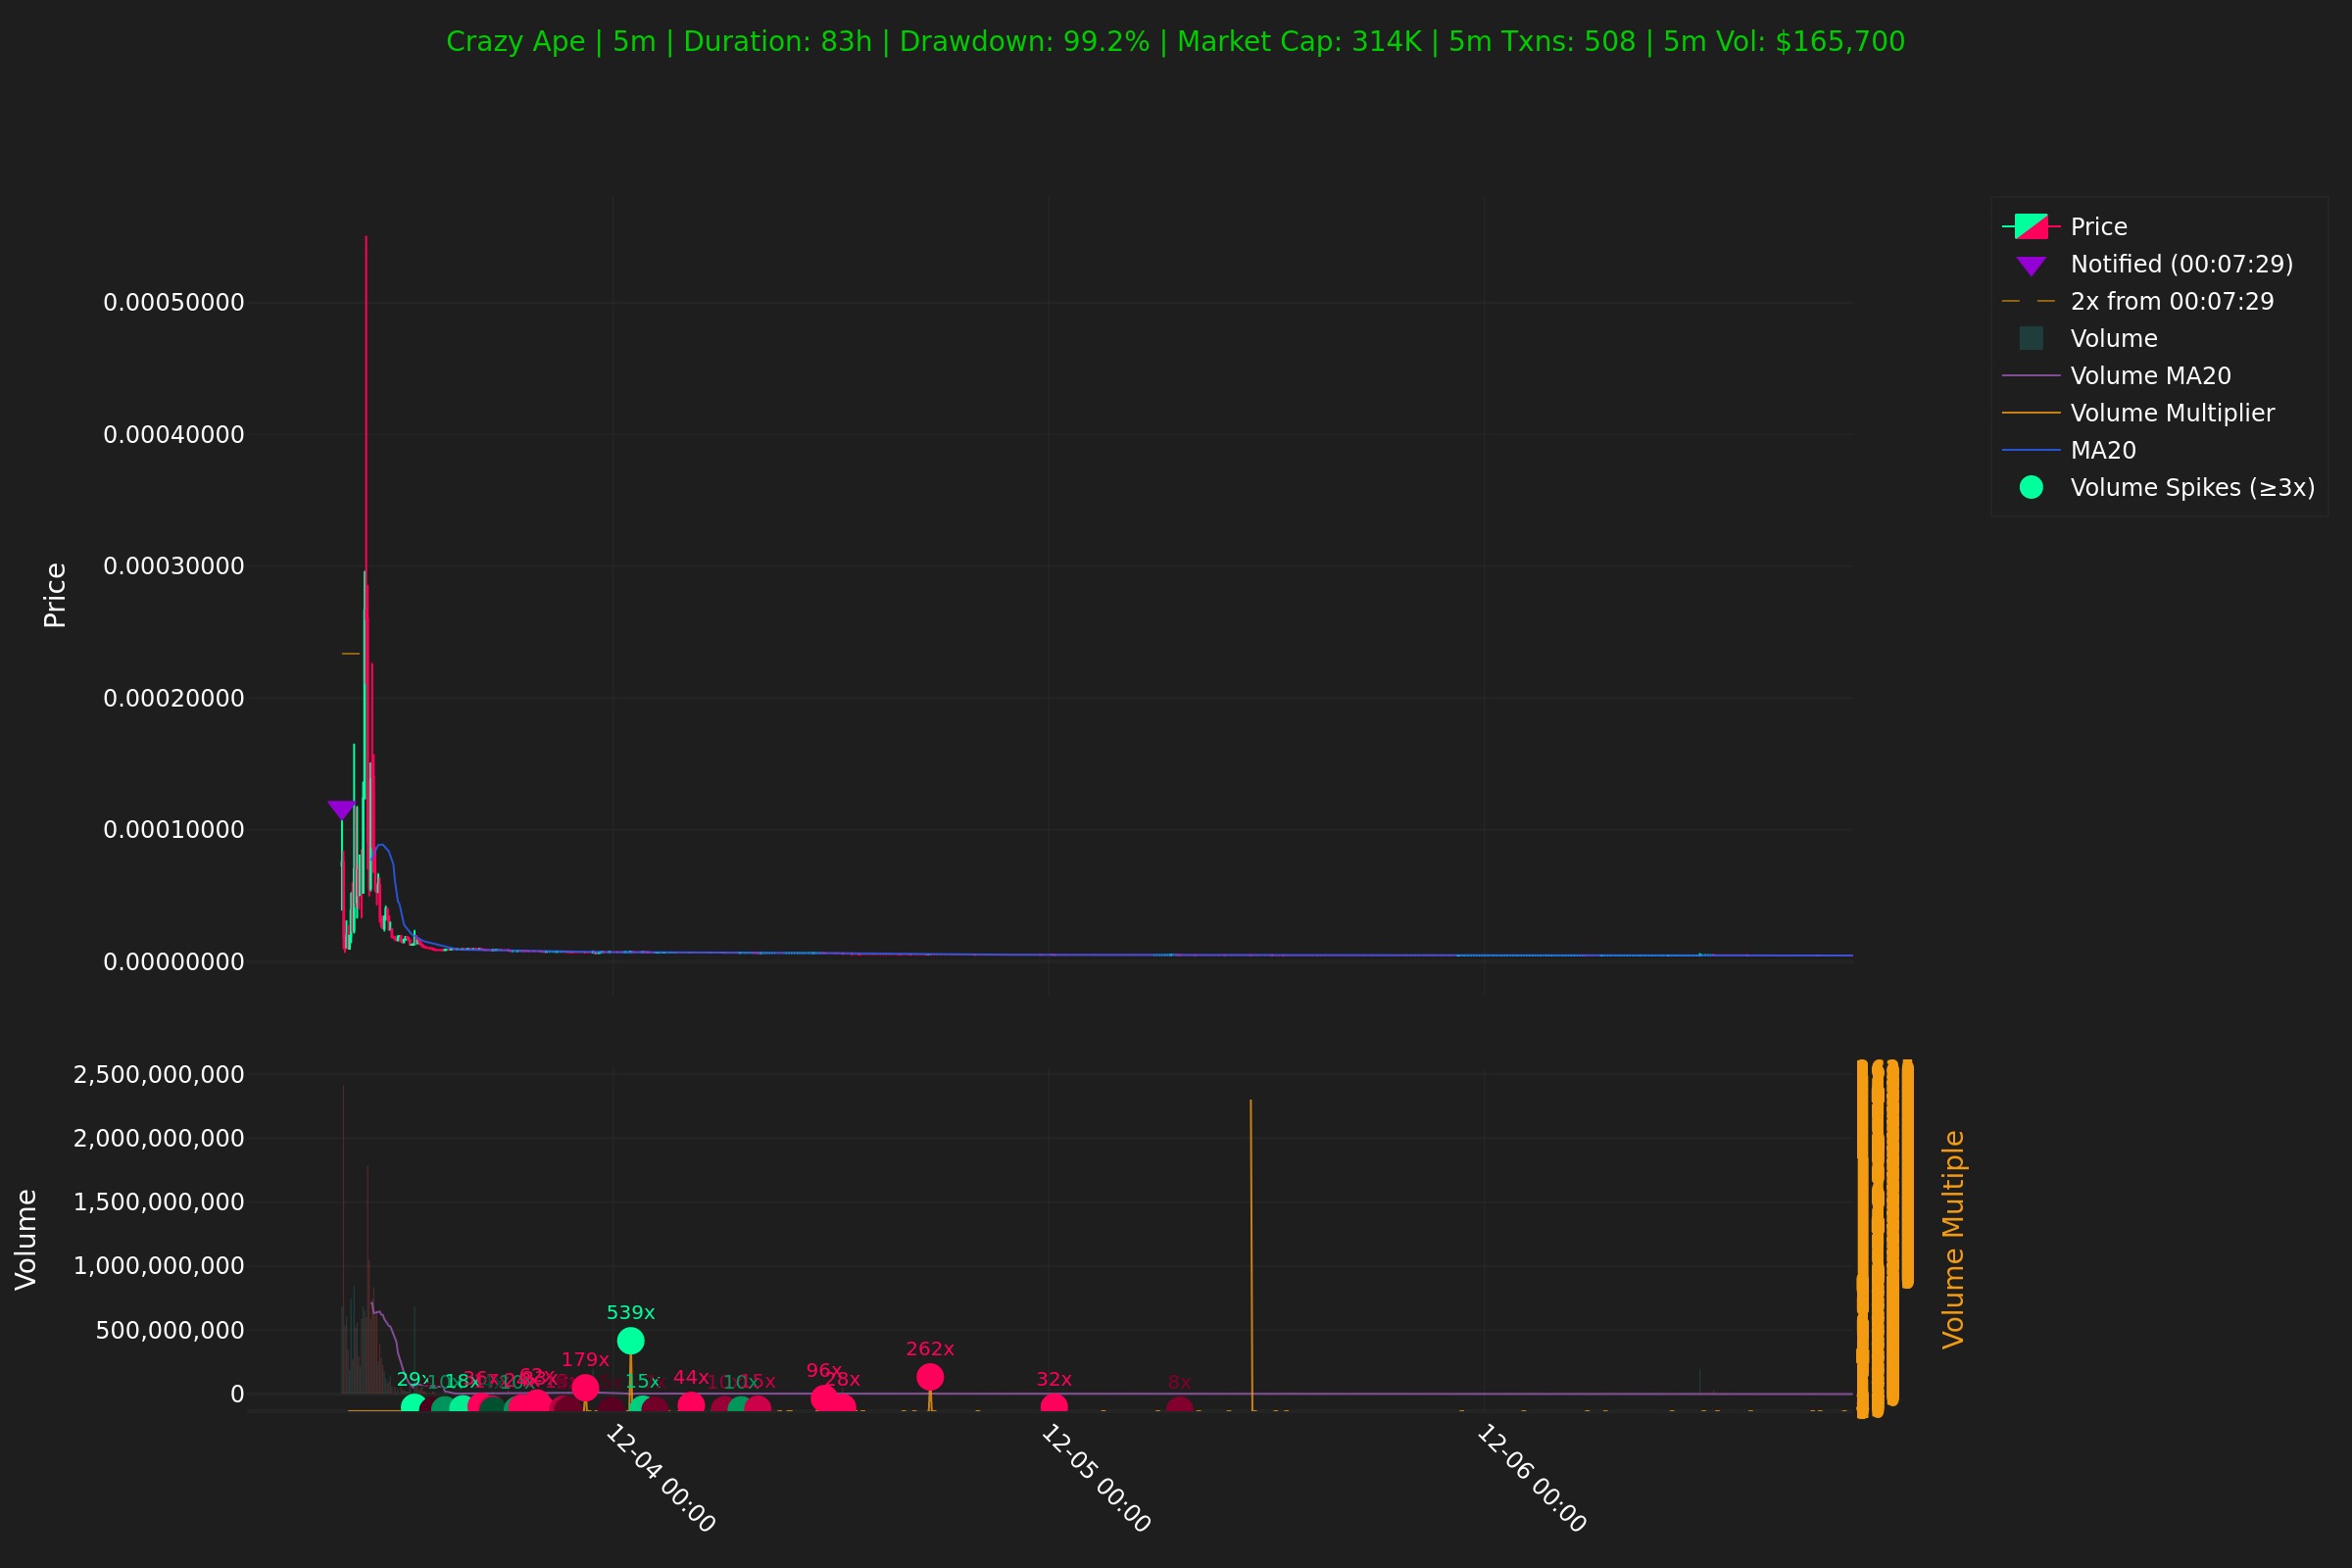 Crazy Ape | 5m | Duration: 83h | Drawdown: 99.2% | Market Cap: 314K | 5m Txns: 508 | 5m Vol: $165,700
Price
Notified (00:07:29)
2x from 00:07:29
Volume
Volume MA20
Volume Multiplier
MA20
Volume Spikes (≥3x)
Price
0.00050000
0.00040000
0.00030000
0.00020000
0.00010000
0.00000000
Volume
2,500,000,000
2,000,000,000
1,500,000,000
1,000,000,000
500,000,000
0
539x
179x
262x
29x
18x
15x
44x
10x
96x
28x
32x
8x
Volume Multiple
12-04 00:00
12-05 00:00
12-06 00:00